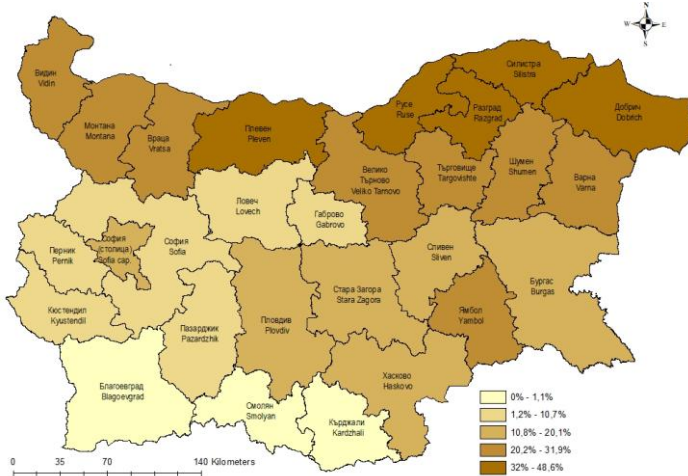 N
W E
S
Видин
Vidin
Монтана
Montana
Враца
Vratsa
Плевен
Pleven
Русе
Ruse
Силистра
Silistra
Разград
Razgrad
Добрич
Dobrich
Велико
Търново
Veliko Tarnovo
Търговище
Targovishte
Шумен
Shumen
Варна
Varna
Ловеч
Lovech
Габрово
Gabrovo
София
(столица)
Sofia cap.
София
Sofia
Перник
Pernik
Кюстендил
Kyustendil
Пазарджик
Pazardzhik
Пловдив
Plovdiv
Стара Загора
Stara Zagora
Сливен
Sliven
Бургас
Burgas
Ямбол
Yambol
Хасково
Haskovo
Благоевград
Blagoevgrad
Смолян
Smolyan
Кърджали
Kardzhali
0% - 1,1%
1,2% - 10,7%
10,8% - 20,1%
20,2% - 31,9%
32% - 48,6%
0 35 70 140 Kilometers